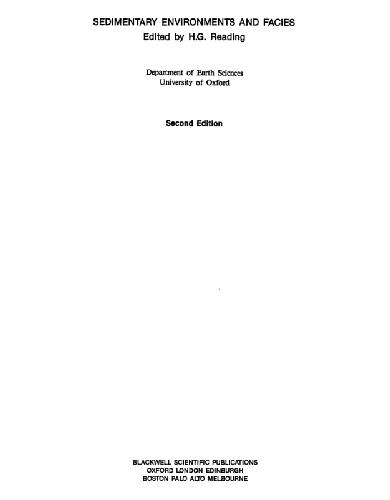 SEDIMENTARY ENVIRONMENTS AND FACIES
Edited by H.G. Reading
Department of Earth Sciences
University of Oxford
Second Edition
BLACKWELL SCIENTIFIC PUBLICATIONS
OXFORD LONDON EDINBURGH
BOSTON PALO ALTO MELBOURNE